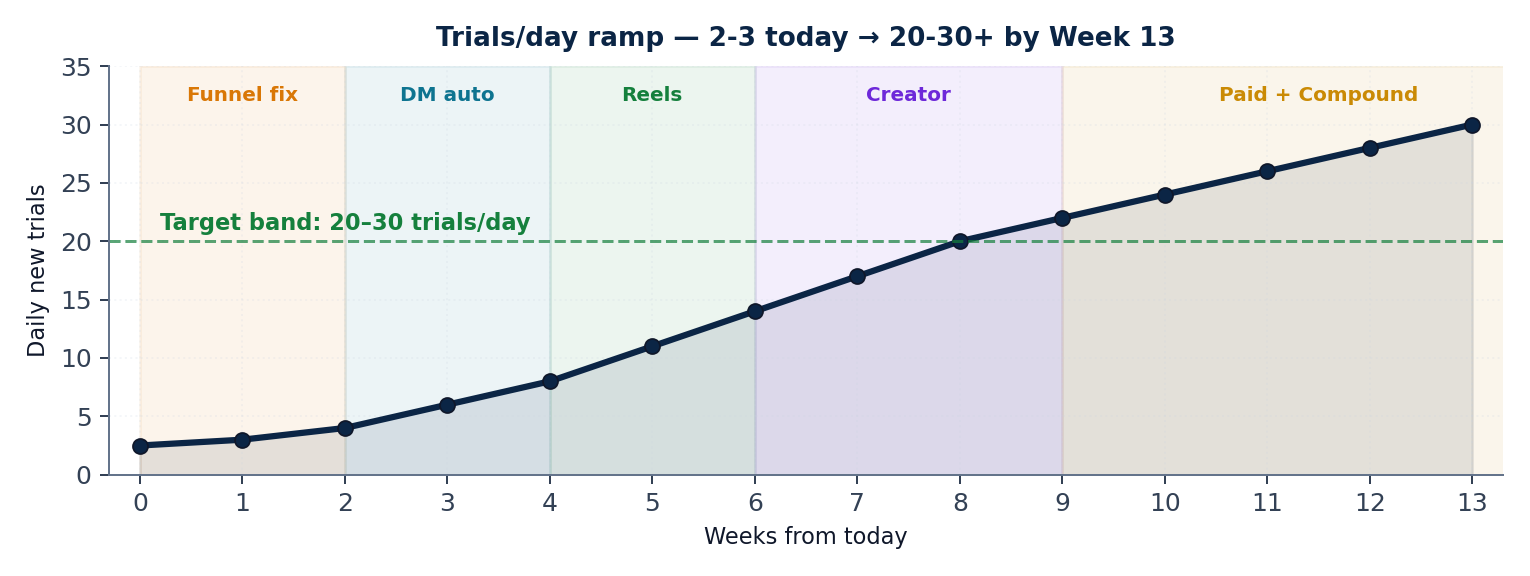 Trials/day ramp — 2-3 today → 20-30+ by Week 13
Funnel fix
DM auto
Reels
Creator
Paid + Compound
Target band: 20–30 trials/day
Daily new trials
35
30
25
20
15
10
5
0
0 1 2 3 4 5 6 7 8 9 10 11 12 13
Weeks from today